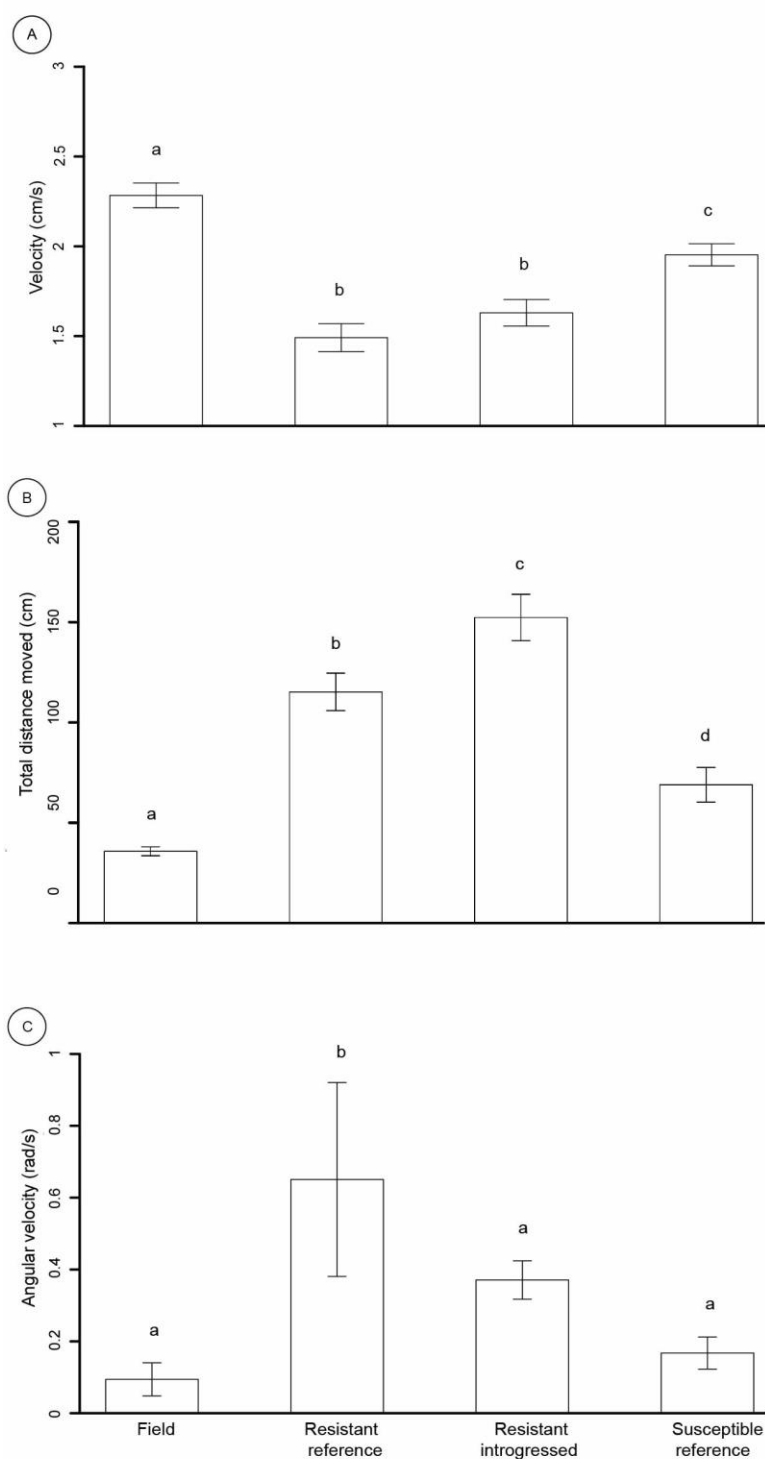 A
Velocity (cm/s)
3
2.5
2
1.5
1
a
b
b
c
B
Total distance moved (cm)
200
150
100
50
0
a
b
c
d
C
Angular velocity (rad/s)
1
0.8
0.6
0.4
0.2
0
a
b
a
a
Field
Resistant
reference
Resistant
introgressed
Susceptible
reference